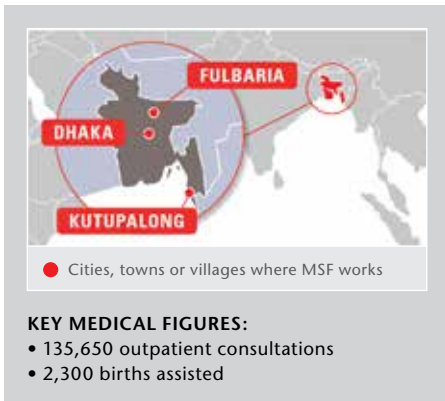 FULBARIA
DHAKA
KUTUPALONG
Cities, towns or villages where MSF works
KEY MEDICAL FIGURES:
• 135,650 outpatient consultations
• 2,300 births assisted